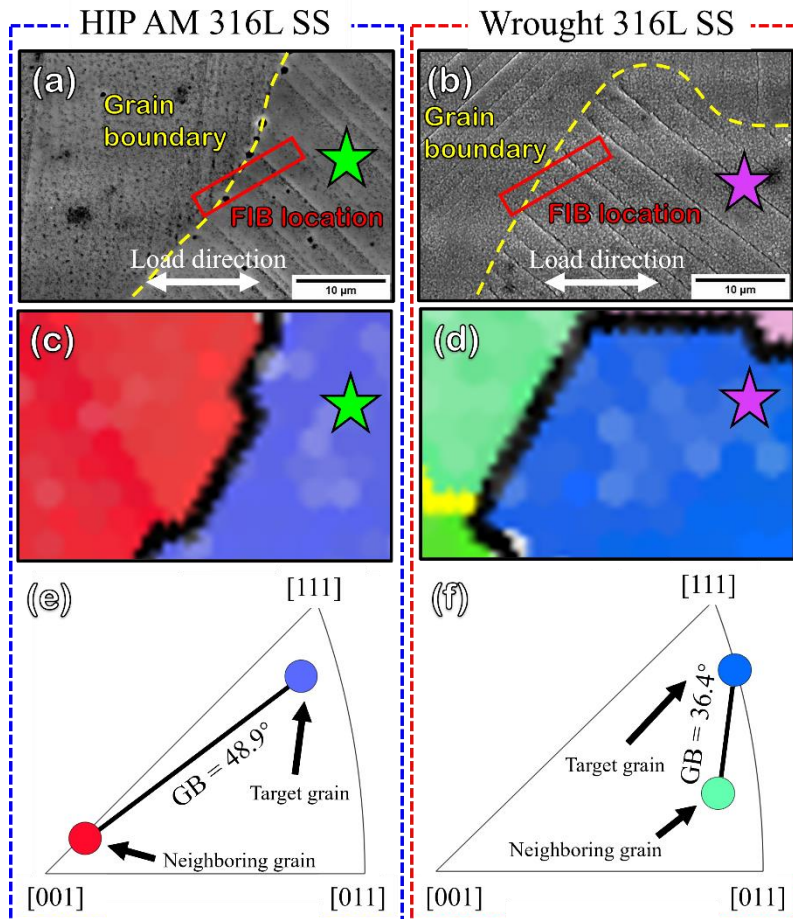 HIP AM 316L SS
Wrought 316L SS
(a)
Grain
boundary
FIB location
Load direction
10 µm
(b)
Grain
boundary
FIB location
Load direction
10 µm
(c)
(d)
(e)
[111]
GB = 48.9°
Target grain
Neighboring grain
[001]
[011]
(f)
[111]
GB = 36.4°
Target grain
Neighboring grain
[001]
[011]